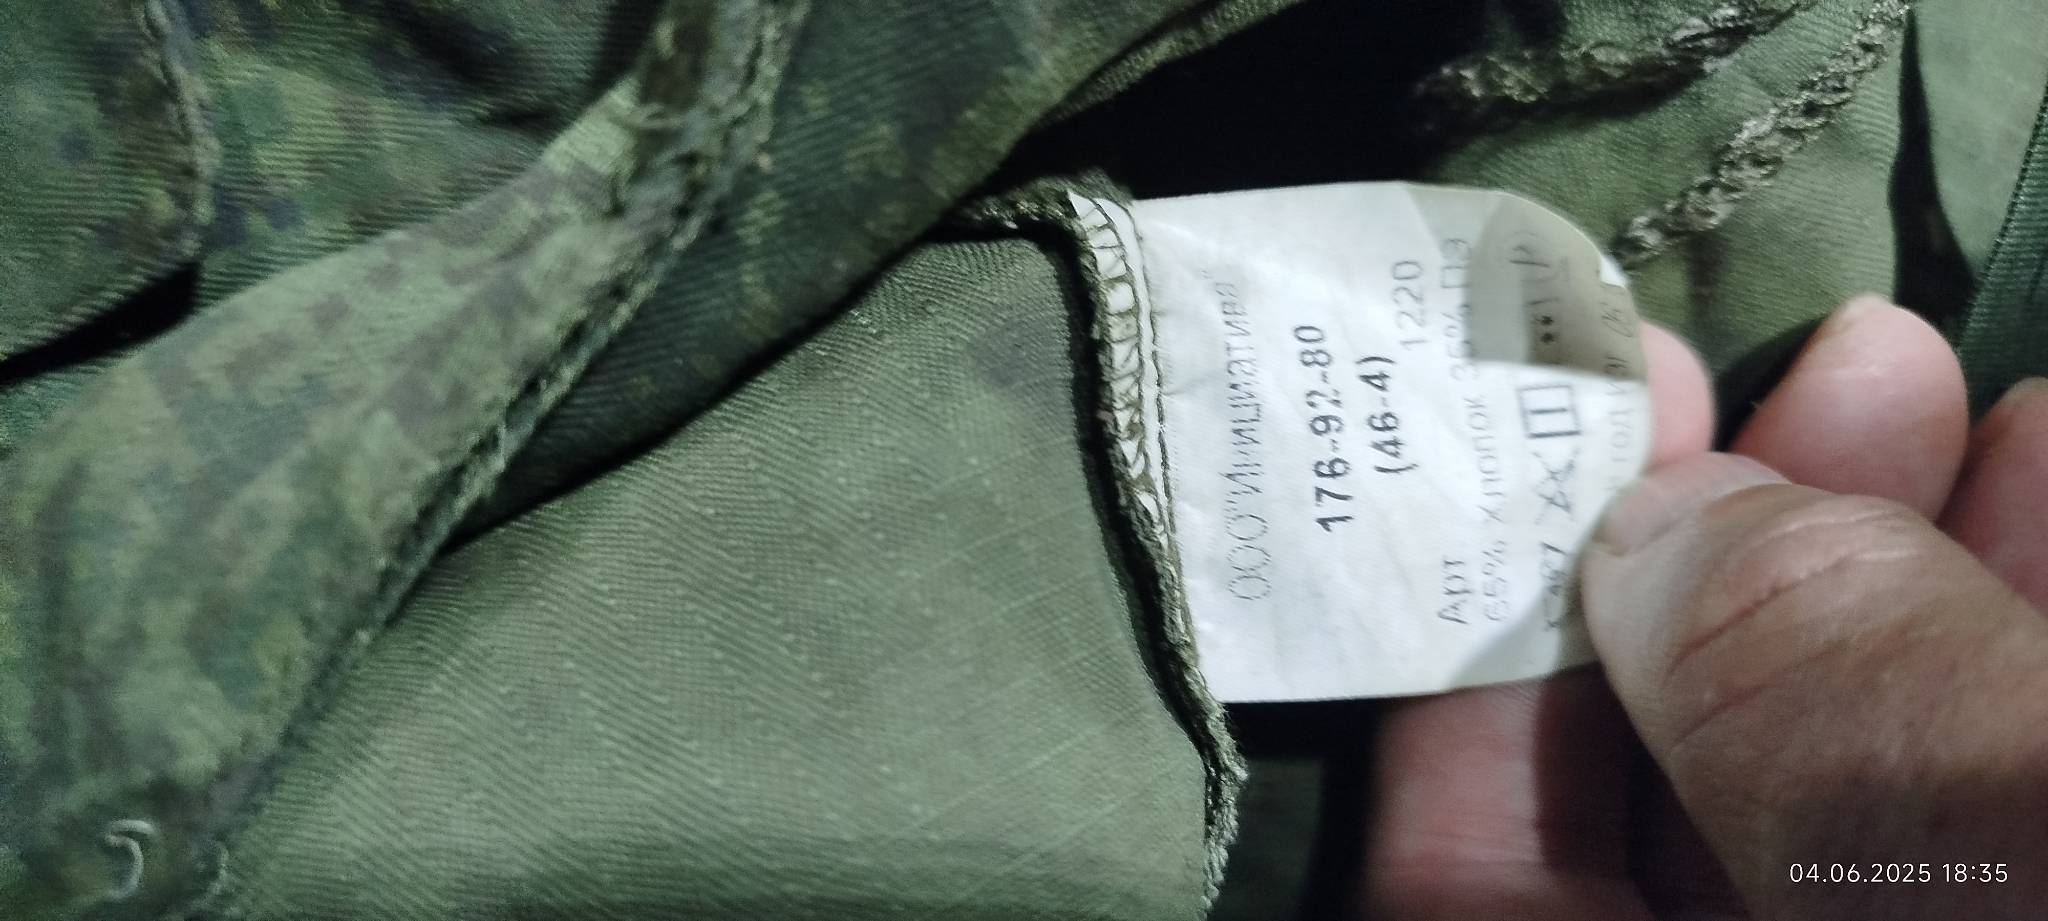 ООО"Инициатива"
176-92-80
(46-4)
Арт 1220
65% ХЛОПОК 35% ПЭ
04.06.2025 18:35